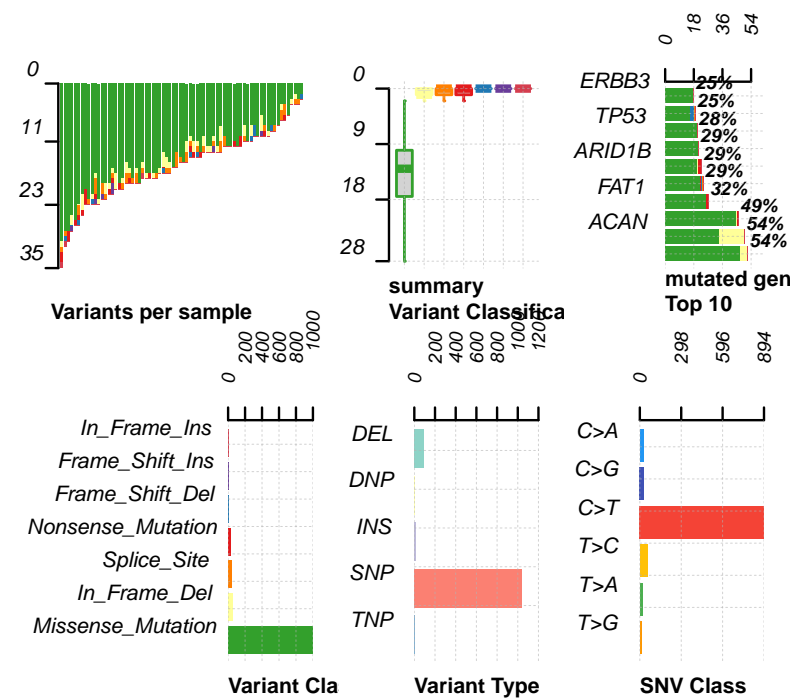 0
11
23
35
Variants per sample
0
9
18
28
summary
Variant Classifica
0
18
36
54
ERBB3
TP53
ARID1B
FAT1
ACAN
25%
25%
28%
29%
29%
29%
32%
49%
54%
54%
mutated gen
Top 10
0
200
400
600
800
1000
In_Frame_Ins
Frame_Shift_Ins
Frame_Shift_Del
Nonsense_Mutation
Splice_Site
In_Frame_Del
Missense_Mutation
Variant Cla
0
200
400
600
800
1000
1200
DEL
DNP
INS
SNP
TNP
Variant Type
0
298
596
894
C>A
C>G
C>T
T>C
T>A
T>G
SNV Class